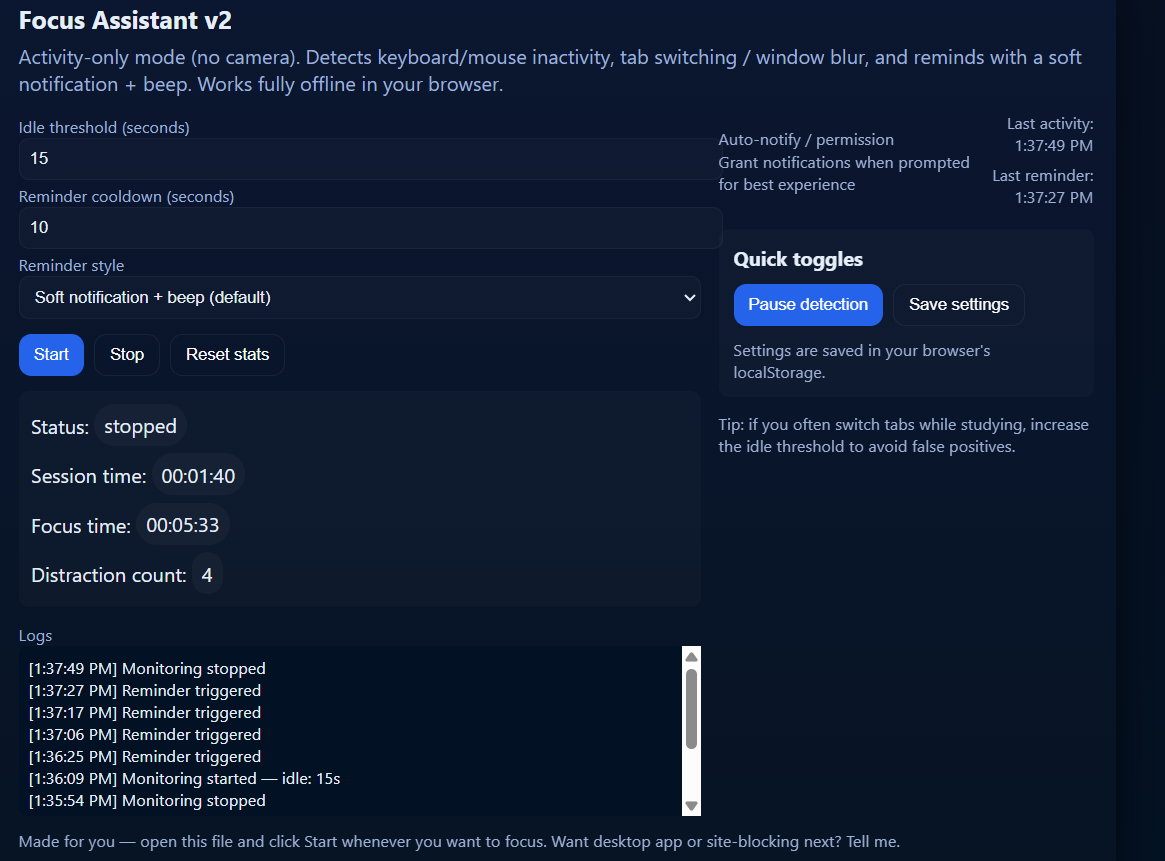 Focus Assistant v2
Activity-only mode (no camera). Detects keyboard/mouse inactivity, tab switching / window blur, and reminds with a soft
notification + beep. Works fully offline in your browser.
Idle threshold (seconds)
15
Reminder cooldown (seconds)
10
Reminder style
Soft notification + beep (default)
Start
Stop
Reset stats
Status: stopped
Session time: 00:01:40
Focus time: 00:05:33
Distraction count: 4
Logs
[1:37:49 PM] Monitoring stopped
[1:37:27 PM] Reminder triggered
[1:37:17 PM] Reminder triggered
[1:37:06 PM] Reminder triggered
[1:36:25 PM] Reminder triggered
[1:36:09 PM] Monitoring started — idle: 15s
[1:35:54 PM] Monitoring stopped
Auto-notify / permission
Grant notifications when prompted
for best experience
Last activity:
1:37:49 PM
Last reminder:
1:37:27 PM
Quick toggles
Pause detection
Save settings
Settings are saved in your browser's
localStorage.
Tip: if you often switch tabs while studying, increase
the idle threshold to avoid false positives.
Made for you — open this file and click Start whenever you want to focus. Want desktop app or site-blocking next? Tell me.